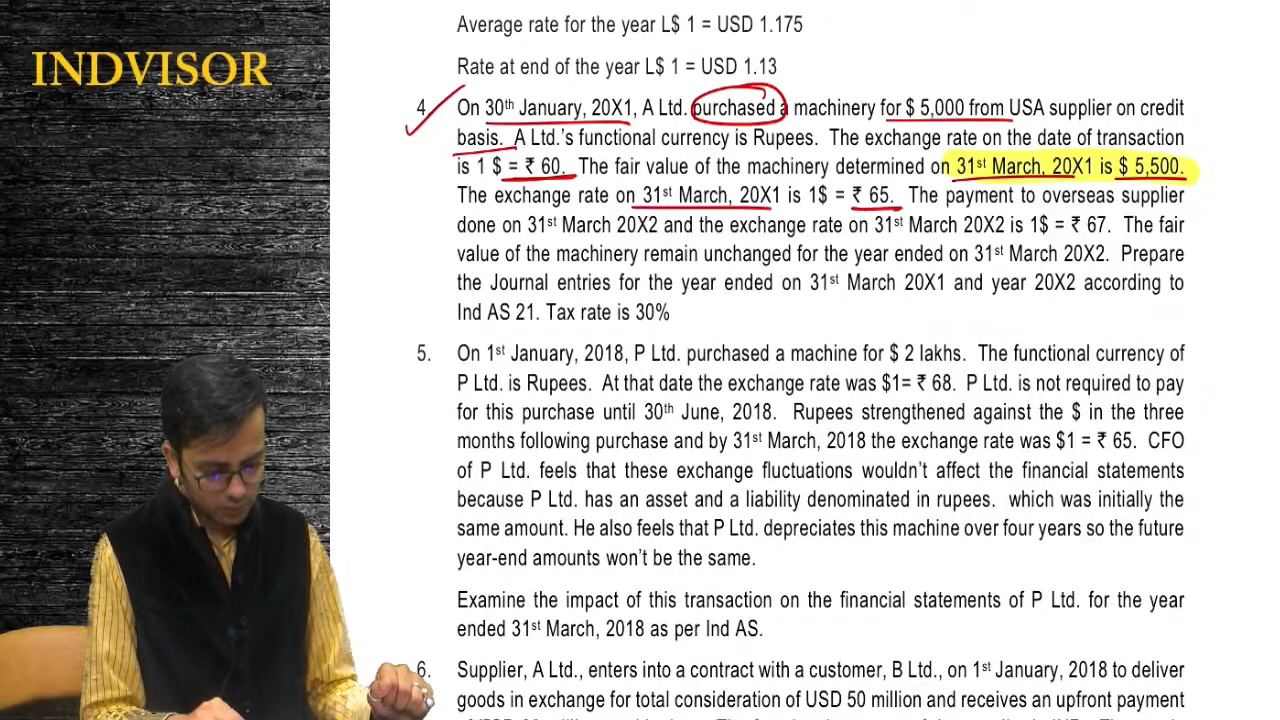 INDVISOR
Average rate for the year L$ 1 = USD 1.175
Rate at end of the year L$ 1 = USD 1.13
4. On 30th January, 20X1, A Ltd. purchased a machinery for $ 5,000 from USA supplier on credit
basis. A Ltd.'s functional currency is Rupees. The exchange rate on the date of transaction
is 1 $ = ₹ 60. The fair value of the machinery determined on 31st March, 20X1 is $ 5,500.
The exchange rate on 31st March, 20X1 is 1$ = ₹ 65. The payment to overseas supplier
done on 31st March 20X2 and the exchange rate on 31st March 20X2 is 1$ = ₹ 67. The fair
value of the machinery remain unchanged for the year ended on 31st March 20X2. Prepare
the Journal entries for the year ended on 31st March 20X1 and year 20X2 according to
Ind AS 21. Tax rate is 30%
5. On 1st January, 2018, P Ltd. purchased a machine for $ 2 lakhs. The functional currency of
P Ltd. is Rupees. At that date the exchange rate was $1= ₹ 68. P Ltd. is not required to pay
for this purchase until 30th June, 2018. Rupees strengthened against the $ in the three
months following purchase and by 31st March, 2018 the exchange rate was $1 = ₹ 65. CFO
of P Ltd. feels that these exchange fluctuations wouldn't affect the financial statements
because P Ltd. has an asset and a liability denominated in rupees. which was initially the
same amount. He also feels that P Ltd. depreciates this machine over four years so the future
year-end amounts won't be the same.
Examine the impact of this transaction on the financial statements of P Ltd. for the year
ended 31st March, 2018 as per Ind AS.
6. Supplier, A Ltd., enters into a contract with a customer, B Ltd., on 1st January, 2018 to deliver
goods in exchange for total consideration of USD 50 million and receives an upfront payment